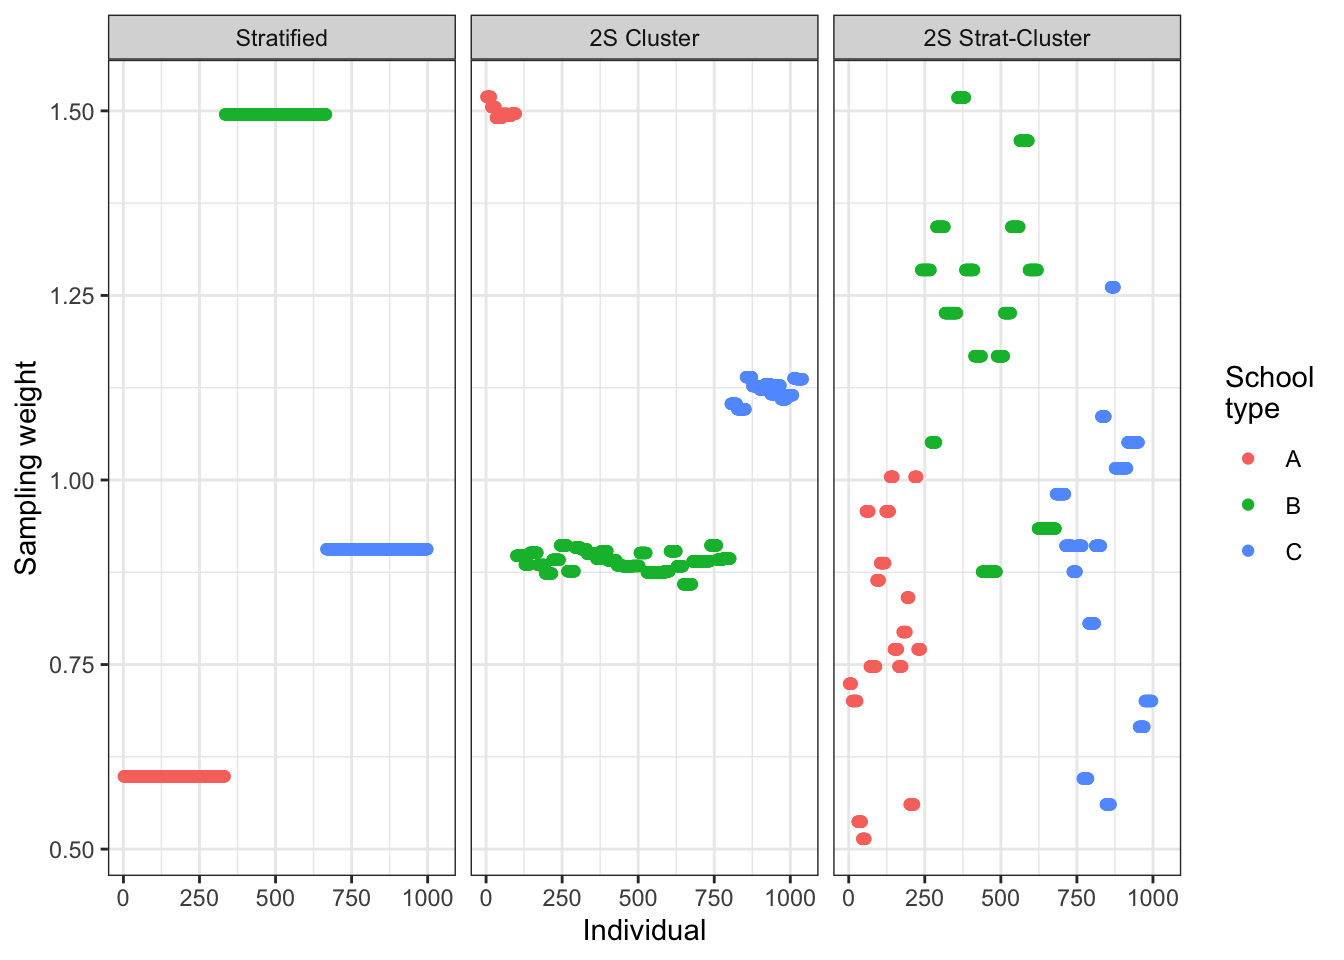 Stratified
2S Cluster
2S Strat-Cluster
1.50
1.25
1.00
0.75
0.50
Sampling weight
0 250 500 750 1000
0 250 500 750 1000
0 250 500 750 1000
Individual
School
type
A
B
C